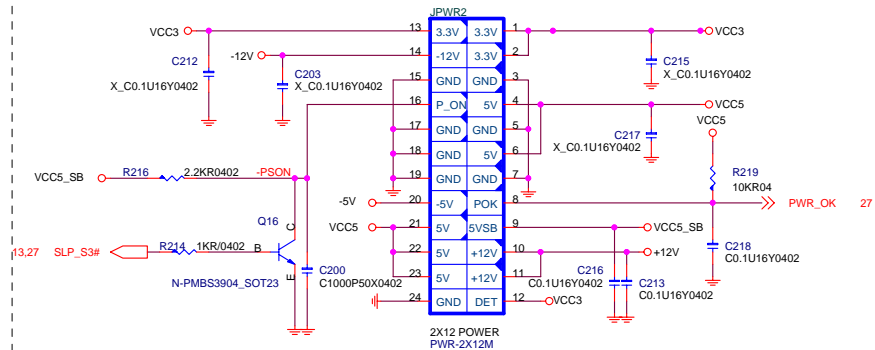 JPWR2
VCC3
13
3.3V
3.3V
1
VCC3
C212
X_C0.1U16Y0402
-12V
14
-12V
3.3V
2
C203
X_C0.1U16Y0402
C215
X_C0.1U16Y0402
15
GND
GND
3
16
P_ON
5V
4
VCC5
17
GND
GND
5
C217
X_C0.1U16Y0402
VCC5
18
GND
5V
6
19
GND
GND
7
VCC5_SB
R216
2.2KR0402
-PSON
R219
10KR04
-5V
20
-5V
POK
8
PWR_OK
27
Q16
VCC5
21
5V
5VSB
9
VCC5_SB
13,27
SLP_S3#
R214
1KR/0402
B
C
E
22
5V
+12V
10
+12V
C218
C0.1U16Y0402
N-PMBS3904_SOT23
C200
C1000P50X0402
23
5V
+12V
11
C216
C0.1U16Y0402
C213
C0.1U16Y0402
24
GND
DET
12
VCC3
2X12 POWER
PWR-2X12M